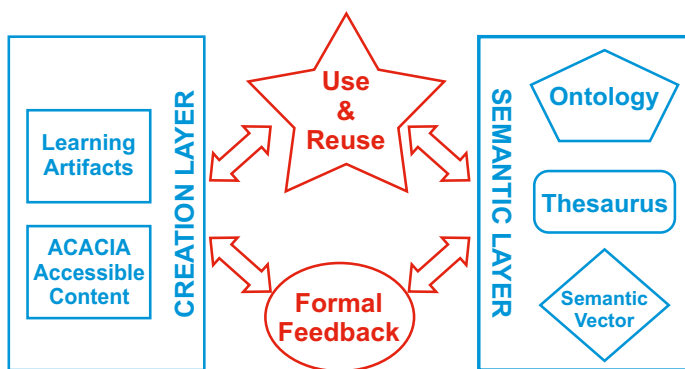 Learning
Artifacts
ACACIA
Accessible
Content
CREATION LAYER
Use
&
Reuse
Formal
Feedback
SEMANTIC LAYER
Ontology
Thesaurus
Semantic
Vector